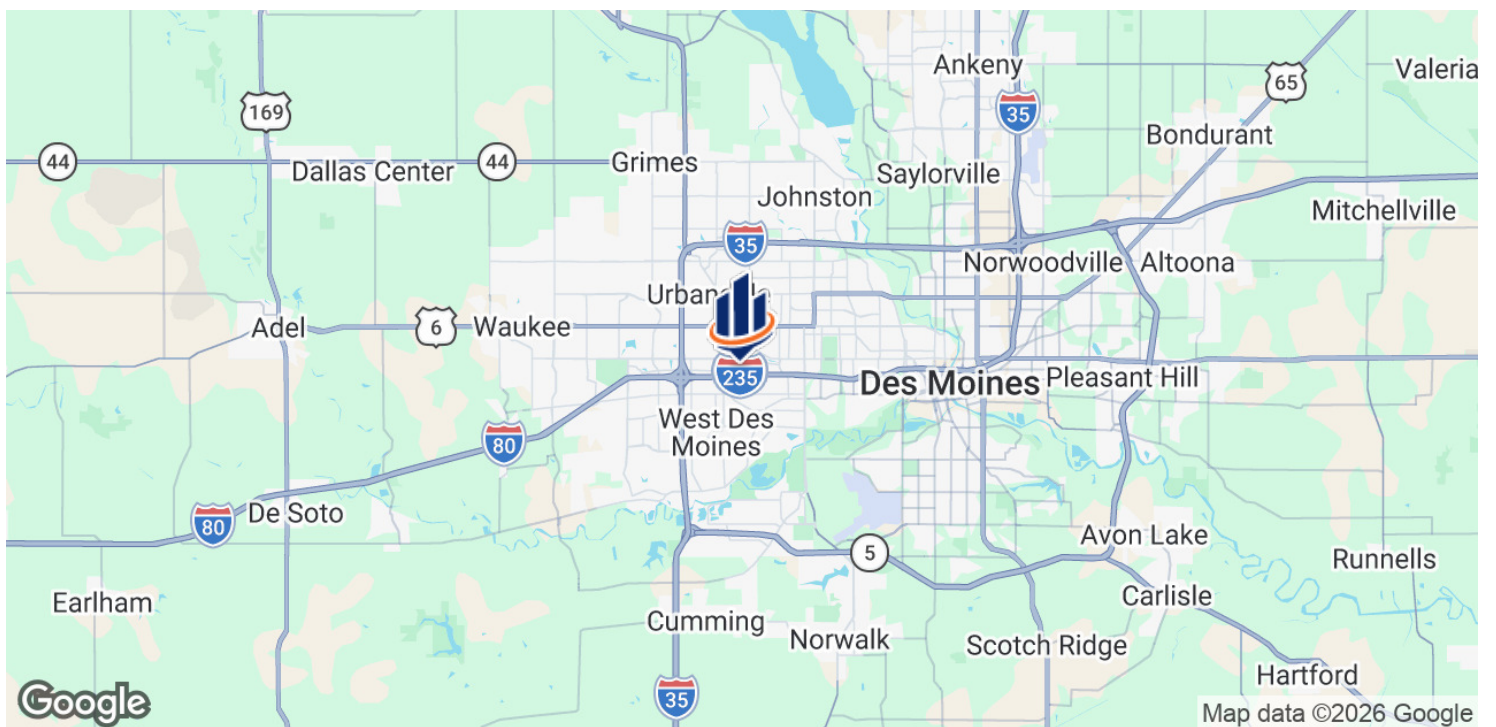 Ankeny
Valeria
65
35
169
Bondurant
44
Dallas Center
44
Grimes
Saylorville
Johnston
Mitchellville
35
Norwoodville
Altoona
Adel
6
Waukee
235
Des Moines
Pleasant Hill
West Des
Moines
80
80
De Soto
Avon Lake
5
Runnells
Earlham
Carlisle
Cumming
Norwalk
Scotch Ridge
Hartford
35
Google
Map data ©2026 Google